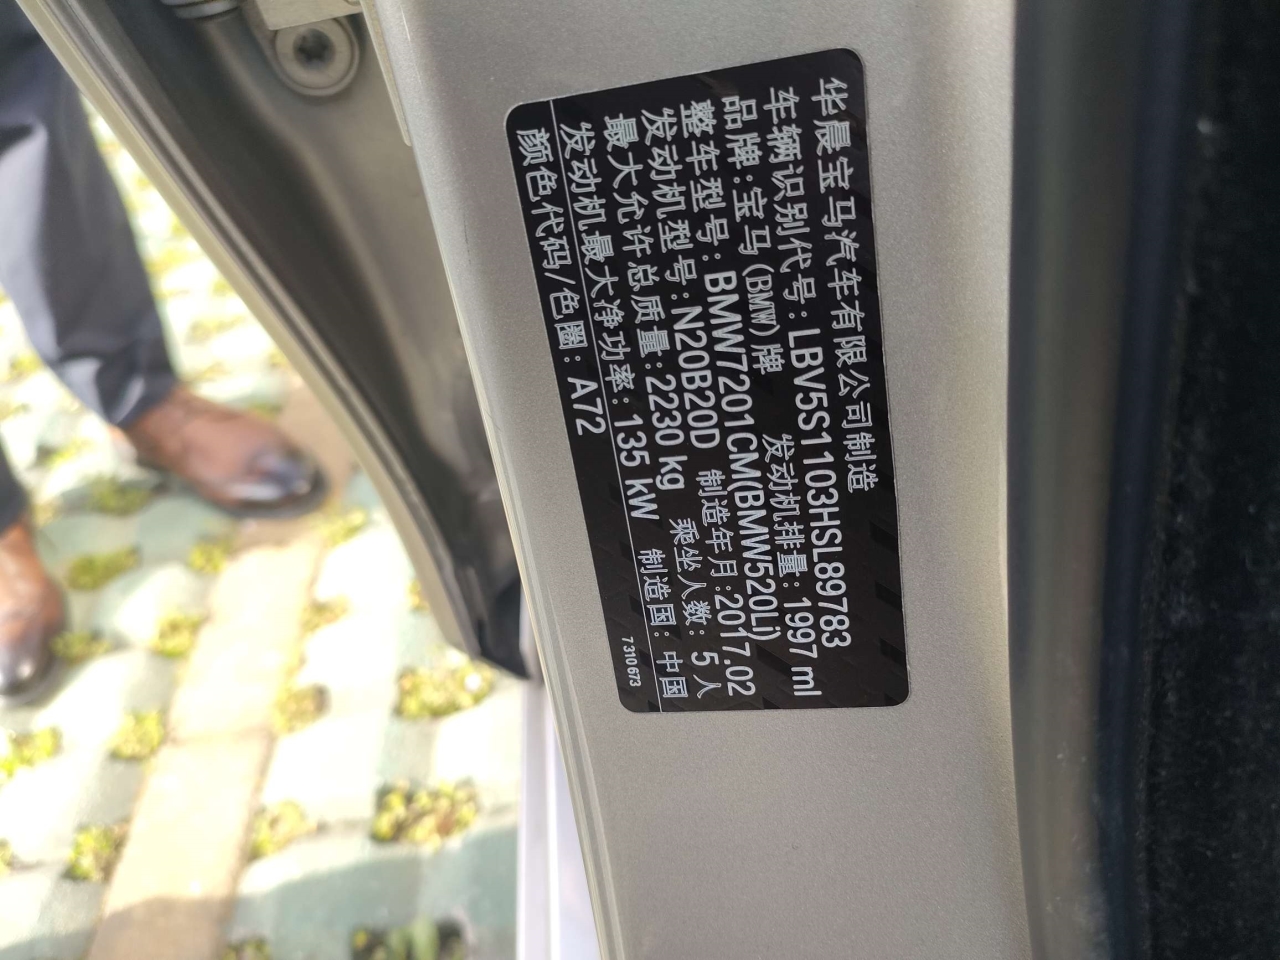 华晨宝马汽车有限公司制造
车辆识别代号:LBV5S1103HSL89783
品牌:宝马(BMW)牌 发动机排量:1997 ml
整车型号:BMW7201CM(BMW520Li)
发动机型号:N20B20D 制造年月:2017.02
最大允许总质量:2230 kg 乘坐人数:5人
发动机最大净功率:135 kW 制造国:中国
颜色代码/色圈:A72 7310673